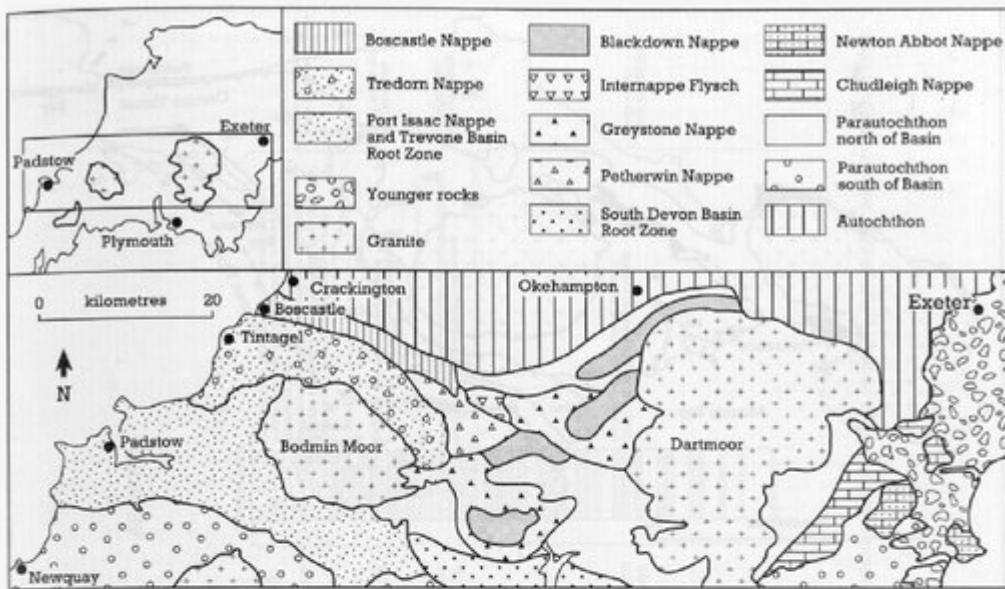 Exeter
Padstow
Plymouth
Boscastle Nappe
Tredorn Nappe
Port Isaac Nappe
and Trevone Basin
Root Zone
Younger rocks
Granite
Blackdown Nappe
Internappe Flysch
Greystone Nappe
Petherwin Nappe
South Devon Basin
Root Zone
Newton Abbot Nappe
Chudleigh Nappe
Parautochthon
north of Basin
Parautochthon
south of Basin
Autochthon
0 kilometres 20
N
Crackington
Boscastle
Tintagel
Okehampton
Exeter
Padstow
Bodmin Moor
Dartmoor
Newquay